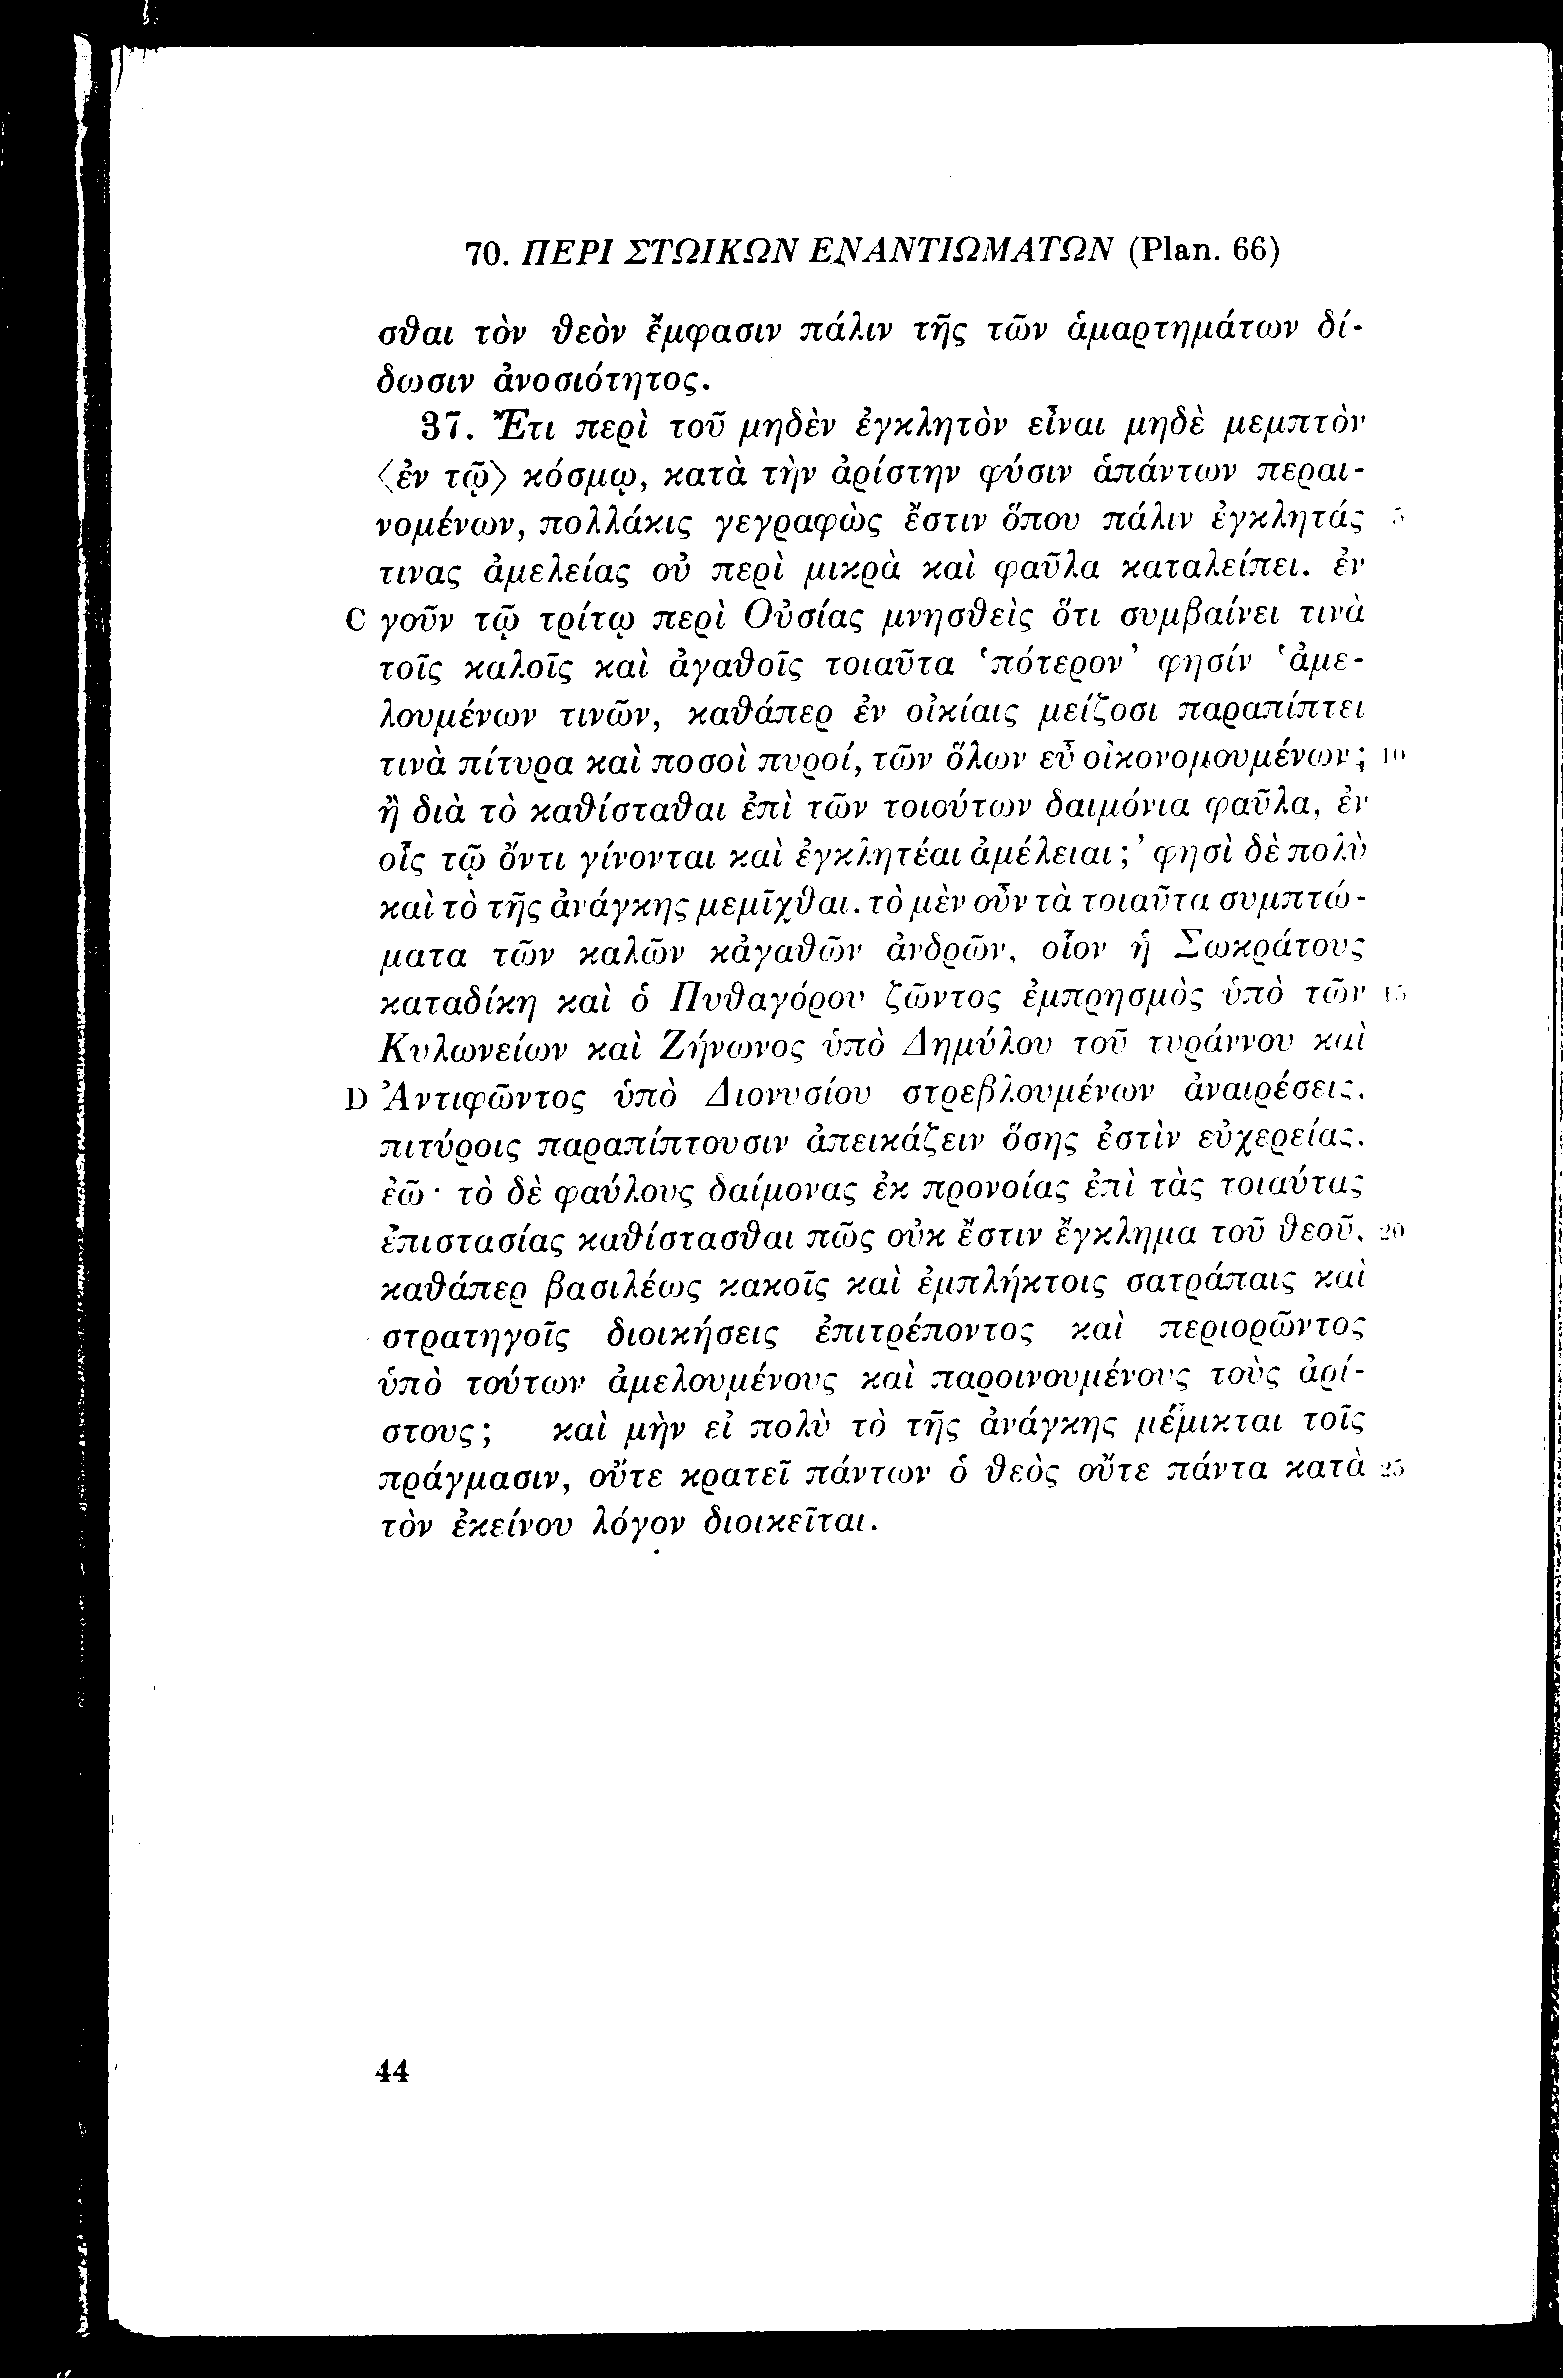 70. ΠΕΡΙ ΣΤΩΙΚΩΝ ΕΝΑΝΤΙΩΜΑΤΩΝ (Plan. 66)
σθαι τὸν θεὸν ἔμφασιν πάλιν τῆς τῶν ἁμαρτημάτων δί-
δωσιν ἀνοσιότητος.
37. Ἔτι περὶ τοῦ μηδὲν ἐγκλητὸν εἶναι μηδὲ μεμπτὸν
⟨ἐν τῷ⟩ κόσμῳ, κατὰ τὴν ἀρίστην φύσιν ἁπάντων περαι-
νομένων, πολλάκις γεγραφὼς ἔστιν ὅπου πάλιν ἐγκλητάς 5
τινας ἀμελείας οὐ περὶ μικρὰ καὶ φαῦλα καταλείπει. ἐν
C γοῦν τῷ τρίτῳ περὶ Οὐσίας μνησθεὶς ὅτι συμβαίνει τινὰ
τοῖς καλοῖς καὶ ἀγαθοῖς τοιαῦτα ‘πότερον’ φησίν ‘ἀμε-
λουμένων τινῶν, καθάπερ ἐν οἰκίαις μείζοσι παραπίπτει
τινὰ πίτυρα καὶ ποσοὶ πυροί, τῶν ὅλων εὖ οἰκονομουμένων; 10
ἢ διὰ τὸ καθίσταθαι ἐπὶ τῶν τοιούτων δαιμόνια φαῦλα, ἐν
οἷς τῷ ὄντι γίνονται καὶ ἐγκλητέαι ἀμέλειαι;’ φησὶ δὲ πολὺ
καὶ τὸ τῆς ἀνάγκης μεμῖχθαι. τὸ μὲν οὖν τὰ τοιαῦτα συμπτώ-
ματα τῶν καλῶν κἀγαθῶν ἀνδρῶν, οἷον ἡ Σωκράτους
καταδίκη καὶ ὁ Πυθαγόρου ζῶντος ἐμπρησμὸς ὑπὸ τῶν 15
Κυλωνείων καὶ Ζήνωνος ὑπὸ Δημύλου τοῦ τυράννου καὶ
D Ἀντιφῶντος ὑπὸ Διονυσίου στρεβλουμένων ἀναιρέσεις,
πιτύροις παραπίπτουσιν ἀπεικάζειν ὅσης ἐστὶν εὐχερείας,
ἐῶ· τὸ δὲ φαύλους δαίμονας ἐκ προνοίας ἐπὶ τὰς τοιαύτας
ἐπιστασίας καθίστασθαι πῶς οὐκ ἔστιν ἔγκλημα τοῦ θεοῦ, 20
καθάπερ βασιλέως κακοῖς καὶ ἐμπλήκτοις σατράπαις καὶ
στρατηγοῖς διοικήσεις ἐπιτρέποντος καὶ περιορῶντος
ὑπὸ τούτων ἀμελουμένους καὶ παροινουμένους τοὺς ἀρί-
στους; καὶ μὴν εἰ πολὺ τὸ τῆς ἀνάγκης μέμικται τοῖς
πράγμασιν, οὔτε κρατεῖ πάντων ὁ θεὸς οὔτε πάντα κατὰ 25
τὸν ἐκείνου λόγον διοικεῖται.
44